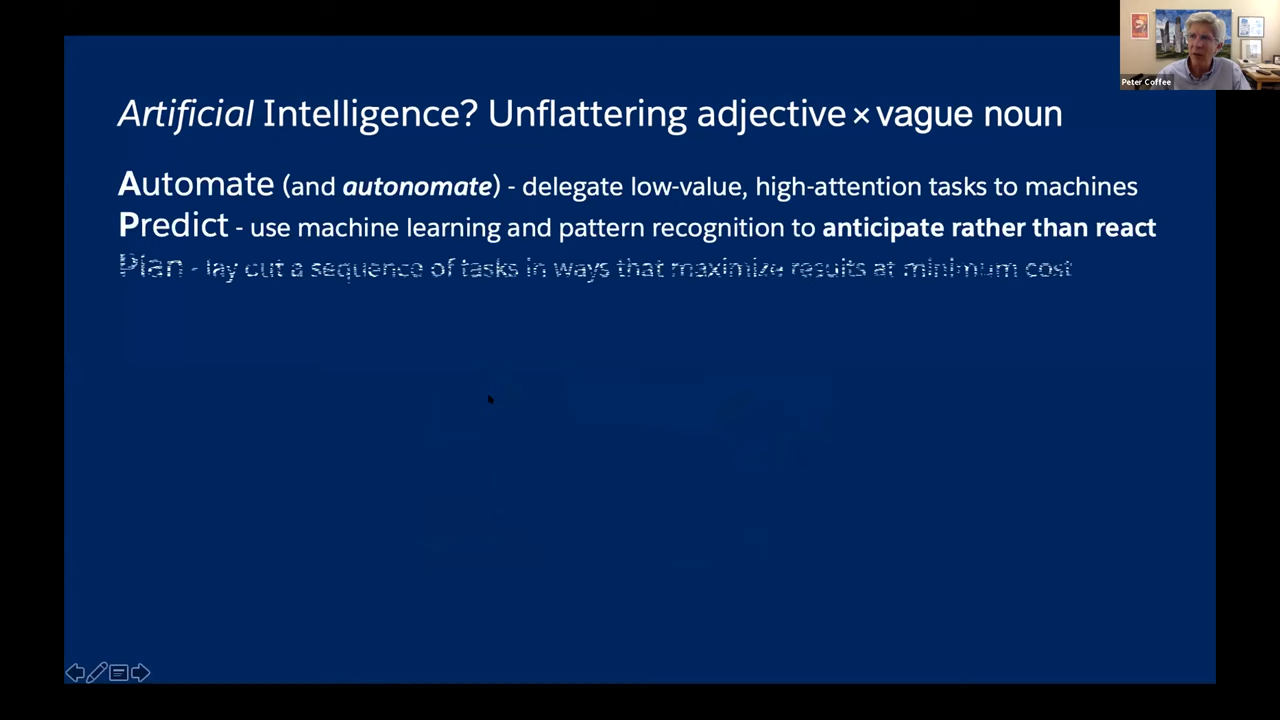 Artificial Intelligence? Unflattering adjective × vague noun
Automate (and autonomate) - delegate low-value, high-attention tasks to machines
Predict - use machine learning and pattern recognition to anticipate rather than react
Plan - lay out a sequence of tasks in ways that maximize results at minimum cost
Peter Coffee